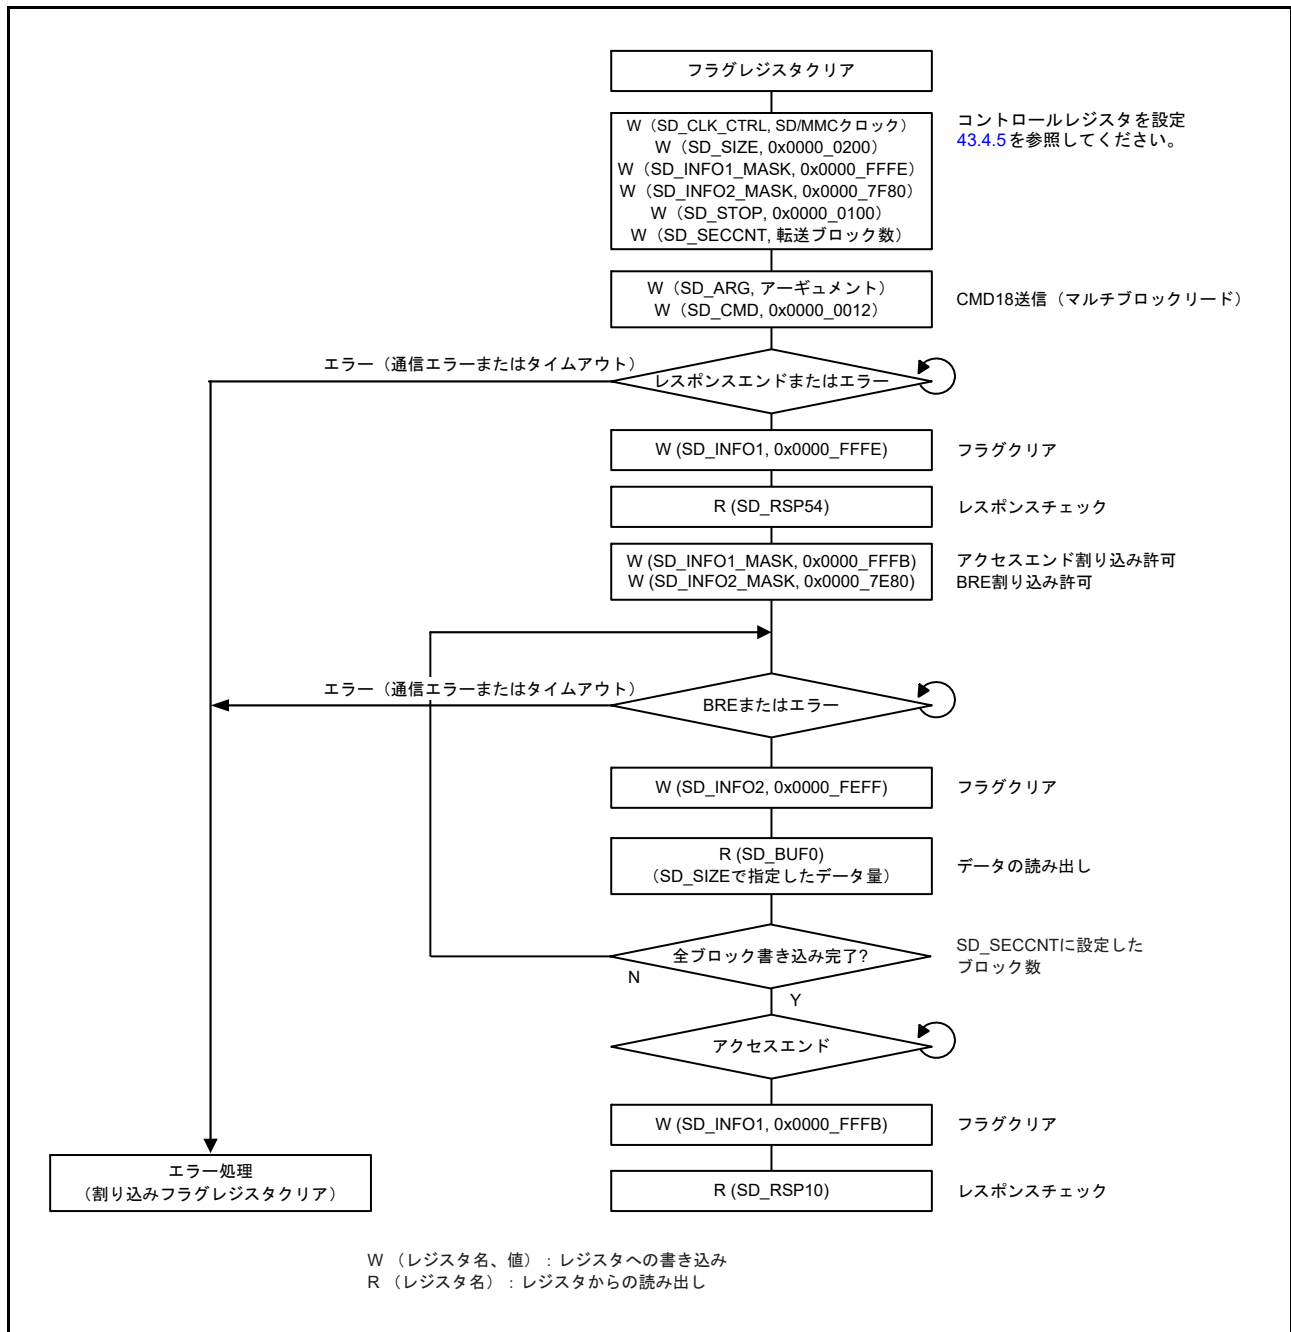 フラグレジスタクリア
W（SD_CLK_CTRL, SD/MMCクロック）
W（SD_SIZE, 0x0000_0200）
W（SD_INFO1_MASK, 0x0000_FFFE）
W（SD_INFO2_MASK, 0x0000_7F80）
W（SD_STOP, 0x0000_0100）
W（SD_SECCNT, 転送ブロック数）
コントロールレジスタを設定
43.4.5を参照してください。
W（SD_ARG, アーギュメント）
W（SD_CMD, 0x0000_0012）
CMD18送信（マルチブロックリード）
エラー（通信エラーまたはタイムアウト）
レスポンスエンドまたはエラー
W (SD_INFO1, 0x0000_FFFE)
フラグクリア
R (SD_RSP54)
レスポンスチェック
W (SD_INFO1_MASK, 0x0000_FFFB)
W (SD_INFO2_MASK, 0x0000_7E80)
アクセスエンド割り込み許可
BRE割り込み許可
エラー（通信エラーまたはタイムアウト）
BREまたはエラー
W (SD_INFO2, 0x0000_FEFF)
フラグクリア
R (SD_BUF0)
（SD_SIZEで指定したデータ量）
データの読み出し
全ブロック書き込み完了?
SD_SECCNTに設定した
ブロック数
N
Y
アクセスエンド
W (SD_INFO1, 0x0000_FFFB)
フラグクリア
エラー処理
（割り込みフラグレジスタクリア）
R (SD_RSP10)
レスポンスチェック
W （レジスタ名、値）：レジスタへの書き込み
R （レジスタ名）：レジスタからの読み出し